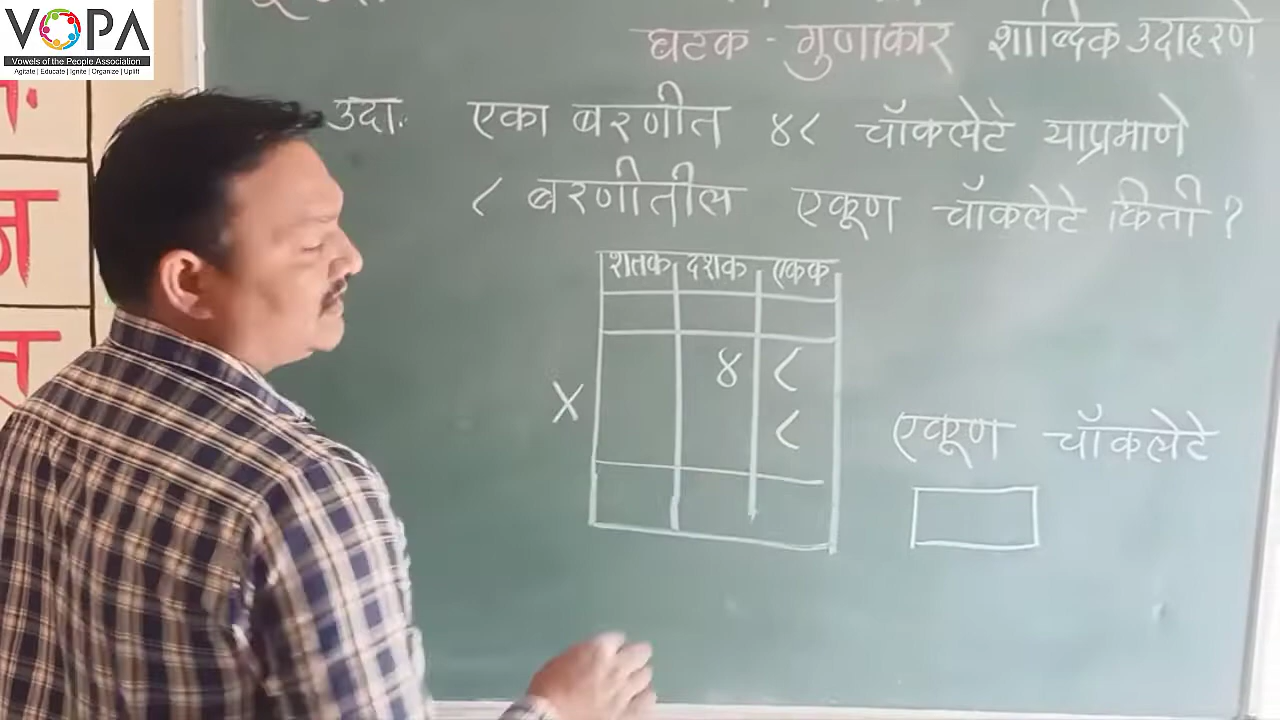 VOPA
Vowels of the People Association
Agitate | Educate | Ignite | Organize | Uplift
घटक - गुणाकार शाब्दिक उदाहरणे
उदा. एका बरणीत ४८ चॉकलेटे याप्रमाणे
८ बरणीतील एकूण चॉकलेटे किती ?
शतक दशक एकक
४ ८
X ८
एकूण चॉकलेटे